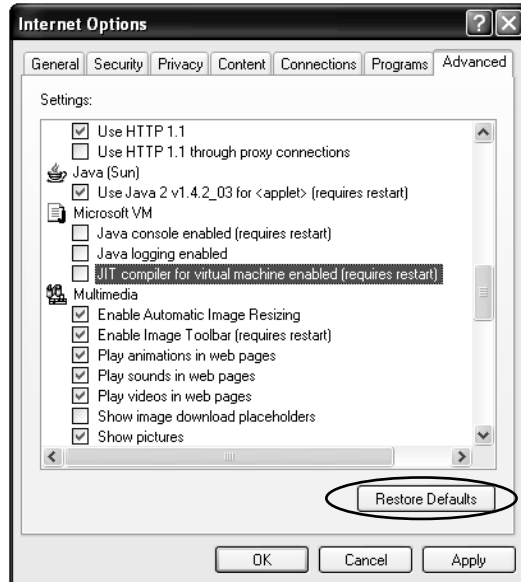 Internet Options
General Security Privacy Content Connections Programs Advanced
Settings:
Use HTTP 1.1
Use HTTP 1.1 through proxy connections
Java (Sun)
Use Java 2 v1.4.2_03 for <applet> (requires restart)
Microsoft VM
Java console enabled (requires restart)
Java logging enabled
JIT compiler for virtual machine enabled (requires restart)
Multimedia
Enable Automatic Image Resizing
Enable Image Toolbar (requires restart)
Play animations in web pages
Play sounds in web pages
Play videos in web pages
Show image download placeholders
Show pictures
Restore Defaults
OK Cancel Apply